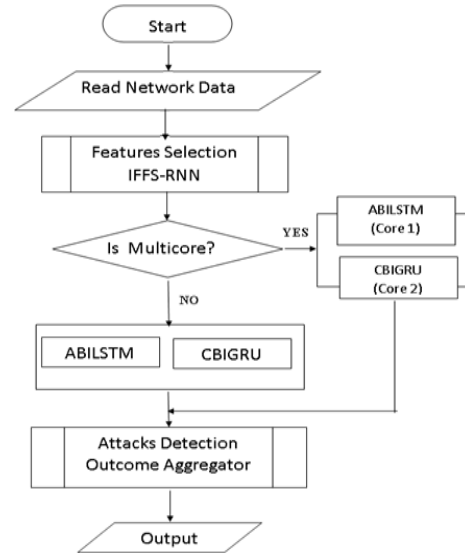 Start
Read Network Data
Features Selection
IFFS-RNN
Is Multicore?
YES
ABILSTM
(Core 1)
CBIGRU
(Core 2)
NO
ABILSTM
CBIGRU
Attacks Detection
Outcome Aggregator
Output